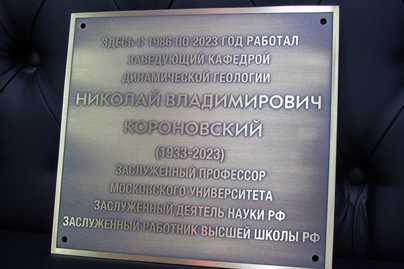 ЗДЕСЬ С 1986 ПО 2023 ГОД РАБОТАЛ
ЗАВЕДУЮЩИЙ КАФЕДРОЙ
ДИНАМИЧЕСКОЙ ГЕОЛОГИИ
НИКОЛАЙ ВЛАДИМИРОВИЧ
КОРОНОВСКИЙ
(1933-2023)
ЗАСЛУЖЕННЫЙ ПРОФЕССОР
МОСКОВСКОГО УНИВЕРСИТЕТА
ЗАСЛУЖЕННЫЙ ДЕЯТЕЛЬ НАУКИ РФ
ЗАСЛУЖЕННЫЙ РАБОТНИК ВЫСШЕЙ ШКОЛЫ РФ